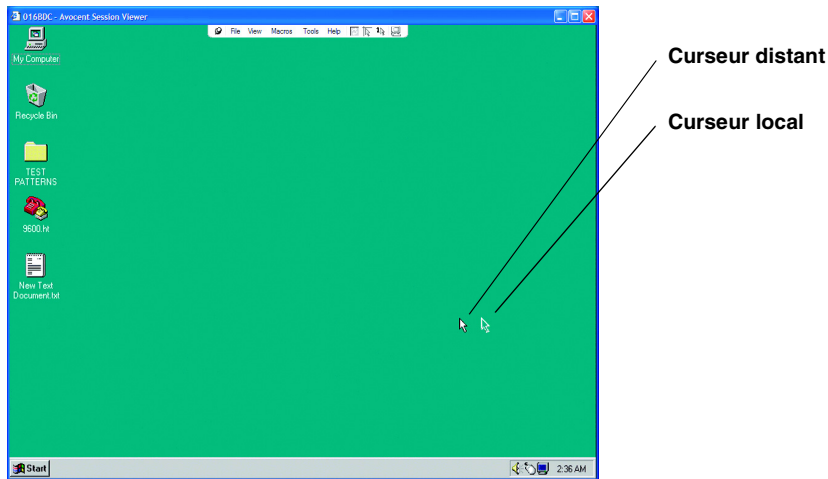 016BDC - Avocent Session Viewer
File View Macros Tools Help
My Computer
Recycle Bin
TEST
PATTERNS
9600.ht
New Text
Document.txt
Curseur distant
Curseur local
Start
2:36 AM